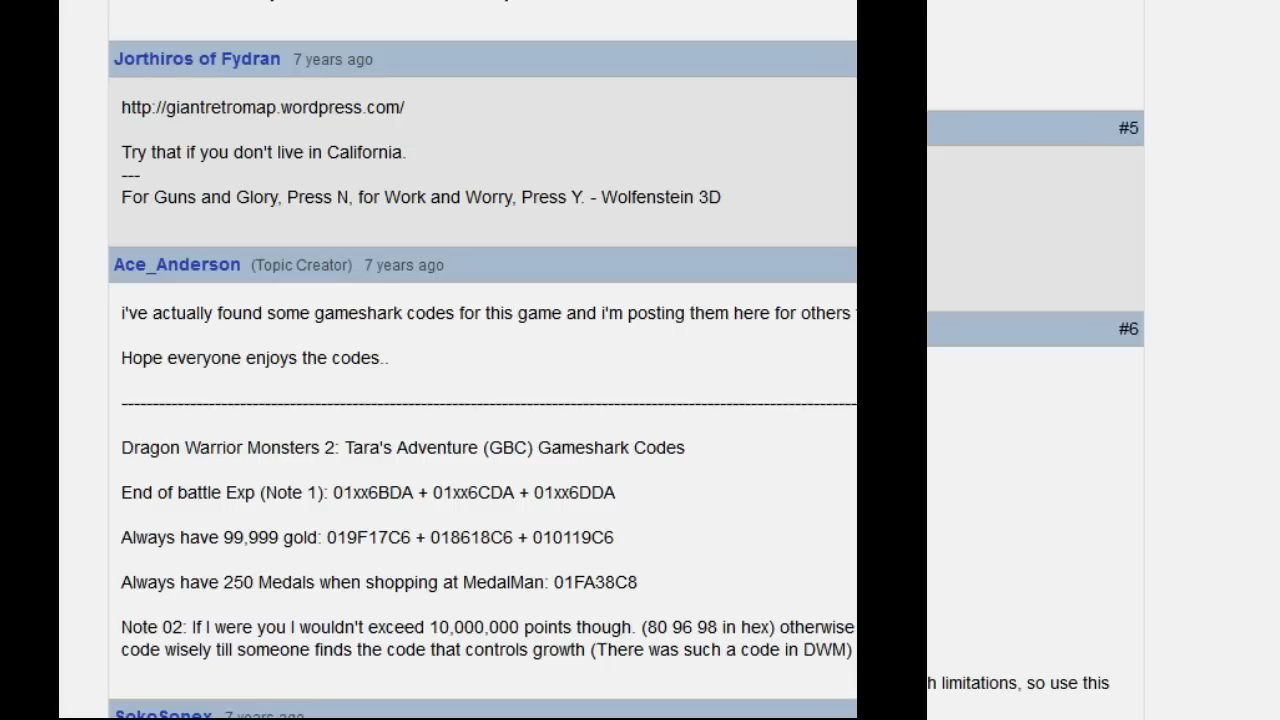 Jorthiros of Fydran 7 years ago
#5
http://giantretromap.wordpress.com/
Try that if you don't live in California.
---
For Guns and Glory, Press N, for Work and Worry, Press Y. - Wolfenstein 3D
Ace_Anderson (Topic Creator) 7 years ago
#6
i've actually found some gameshark codes for this game and i'm posting them here for others
Hope everyone enjoys the codes..
--------------------------------------------------------------------------------------------------------------------------
Dragon Warrior Monsters 2: Tara's Adventure (GBC) Gameshark Codes
End of battle Exp (Note 1): 01xx6BDA + 01xx6CDA + 01xx6DDA
Always have 99,999 gold: 019F17C6 + 018618C6 + 010119C6
Always have 250 Medals when shopping at MedalMan: 01FA38C8
Note 02: If I were you I wouldn't exceed 10,000,000 points though. (80 96 98 in hex) otherwise
h limitations, so use this
code wisely till someone finds the code that controls growth (There was such a code in DWM)
SokoSonex 7 years ago